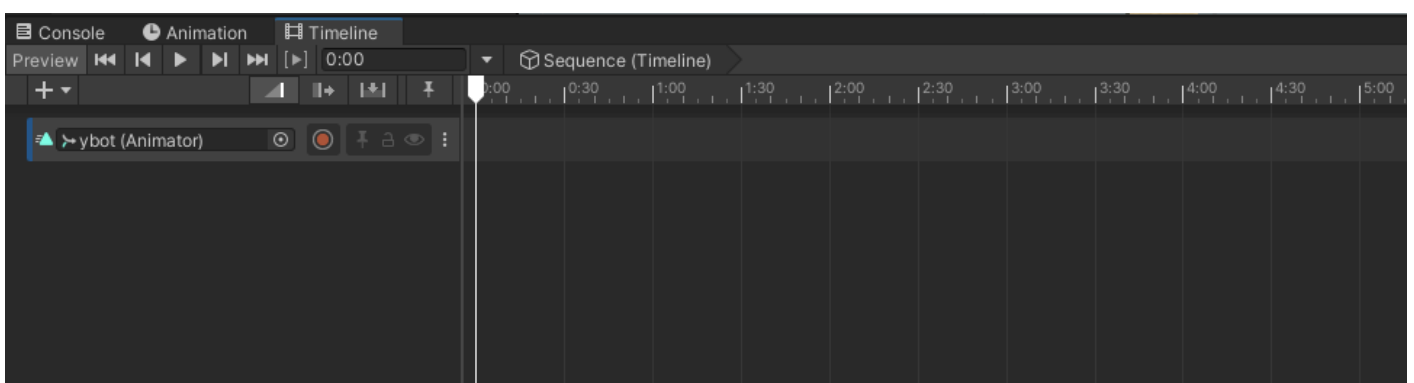 Console Animation Timeline
Preview 0:00 Sequence (Timeline)
0:00 0:30 1:00 1:30 2:00 2:30 3:00 3:30 4:00 4:30 5:00
ybot (Animator)